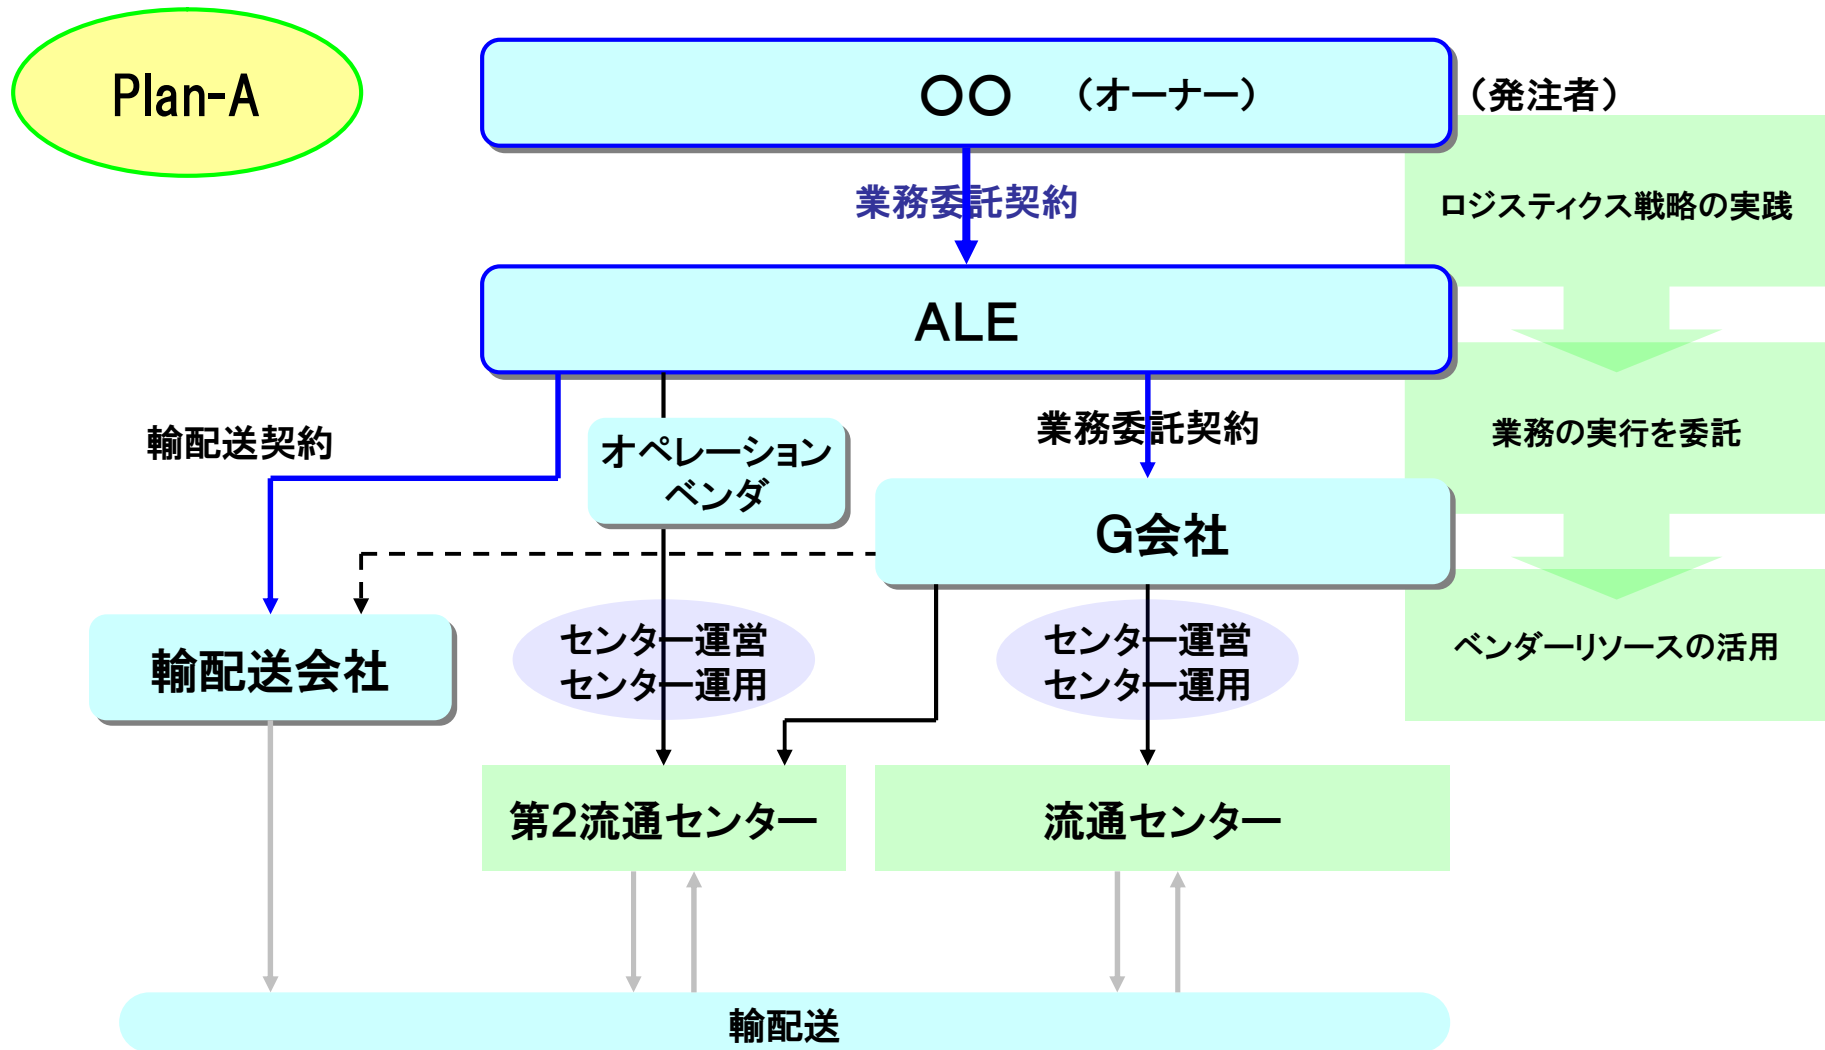 Plan-A
〇〇　（オーナー）
（発注者）
業務委託契約
ロジスティクス戦略の実践
ALE
輸配送契約
オペレーション
ベンダ
業務委託契約
業務の実行を委託
G会社
輸配送会社
センター運営
センター運用
センター運営
センター運用
ベンダーリソースの活用
第2流通センター
流通センター
輸配送